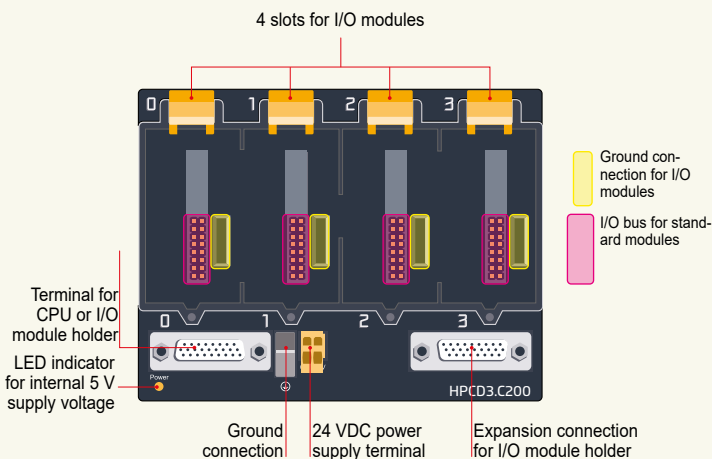 4 slots for I/O modules
0 1 2 3
Ground con-
nection for I/O
modules
I/O bus for stand-
ard modules
Terminal for
CPU or I/O
module holder
0 1 2 3
LED indicator
for internal 5 V
supply voltage
Power
HPCD3.C200
Ground
connection
24 VDC power
supply terminal
Expansion connection
for I/O module holder